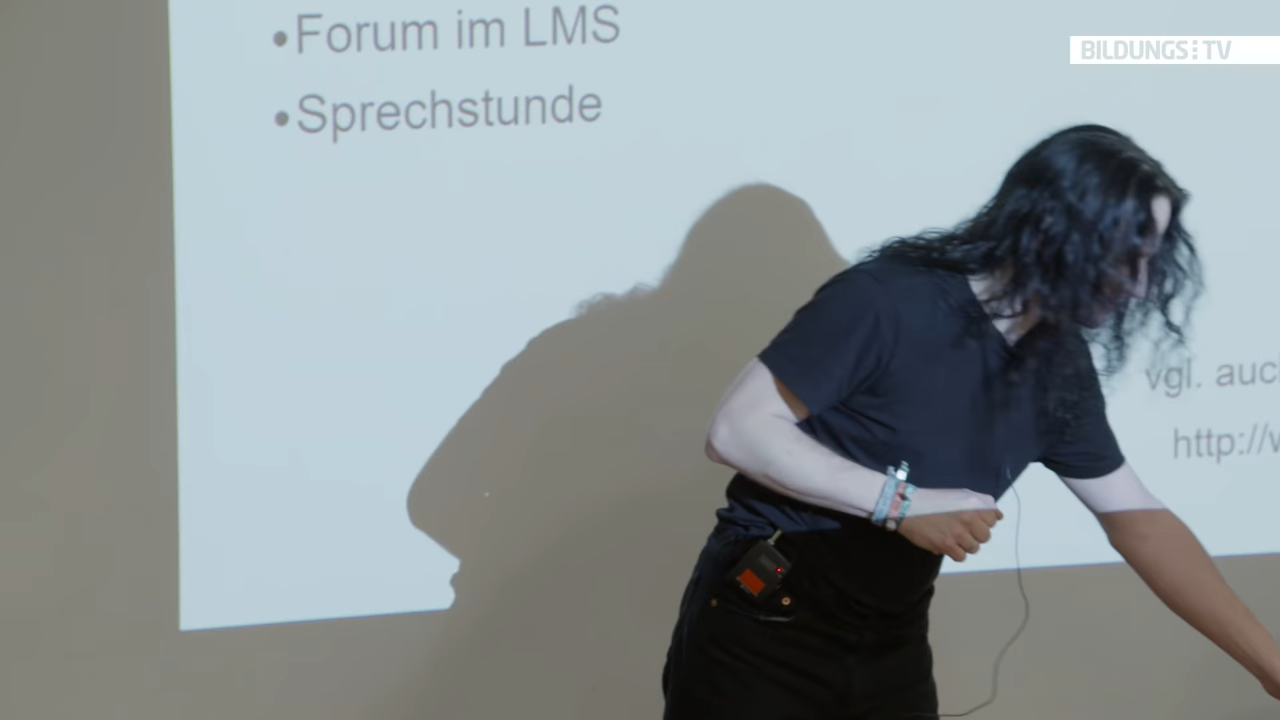 •Forum im LMS
BILDUNGS TV
•Sprechstunde
vgl. auc
http://